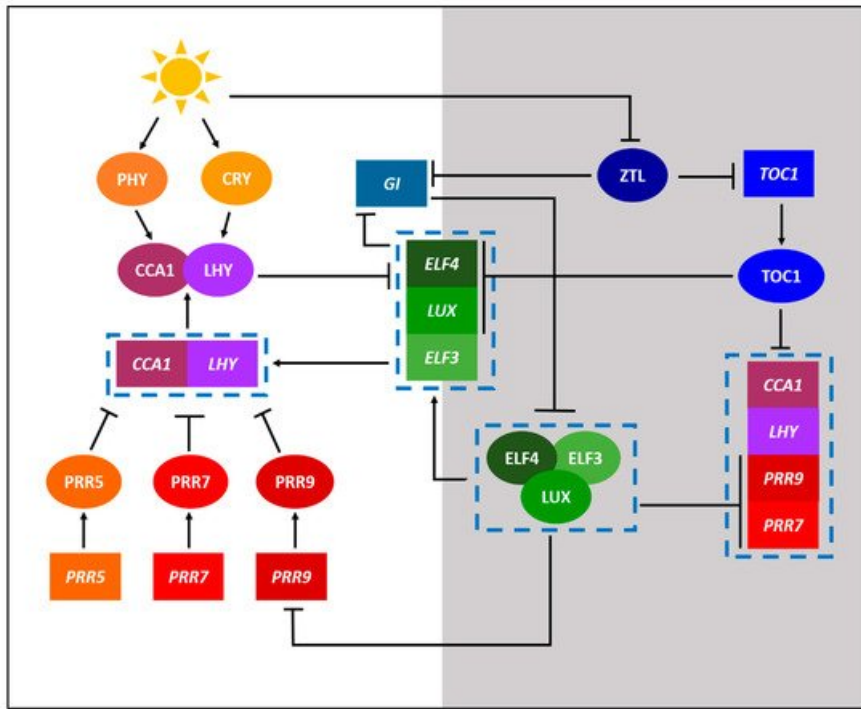 PHY
CRY
GI
ZTL
TOC1
CCA1
LHY
ELF4
LUX
ELF3
TOC1
CCA1
LHY
CCA1
LHY
PRR9
PRR7
PRR5
PRR7
PRR9
ELF4
ELF3
LUX
PRR5
PRR7
PRR9